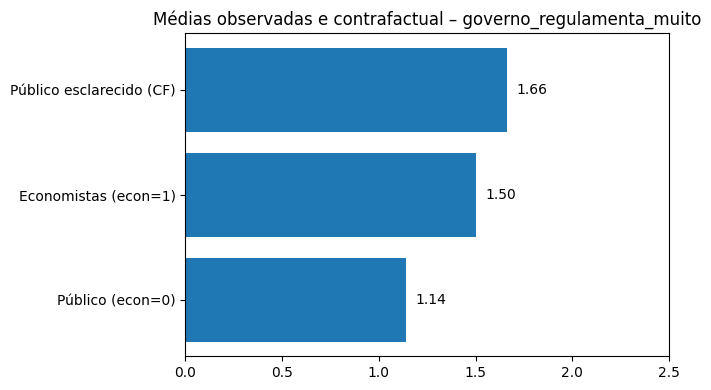 Médias observadas e contrafactual – governo_regulamenta_muito
Público esclarecido (CF)
1.66
Economistas (econ=1)
1.50
Público (econ=0)
1.14
0.0 0.5 1.0 1.5 2.0 2.5